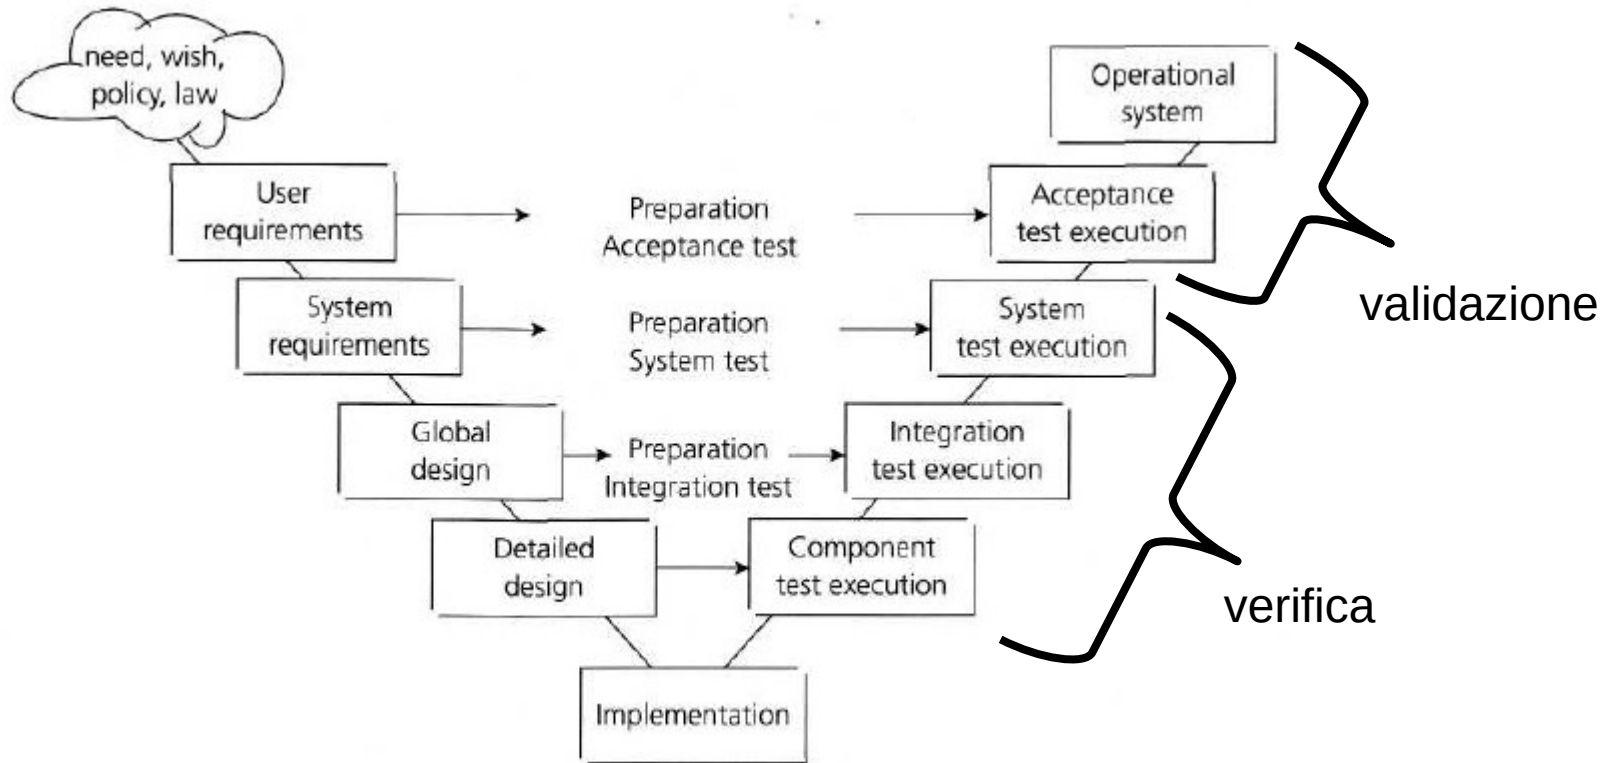 need, wish,
policy, law
Operational
system
User
requirements
Preparation
Acceptance test
Acceptance
test execution
validazione
System
requirements
Preparation
System test
System
test execution
Global
design
Preparation
Integration test
Integration
test execution
Detailed
design
Component
test execution
verifica
Implementation